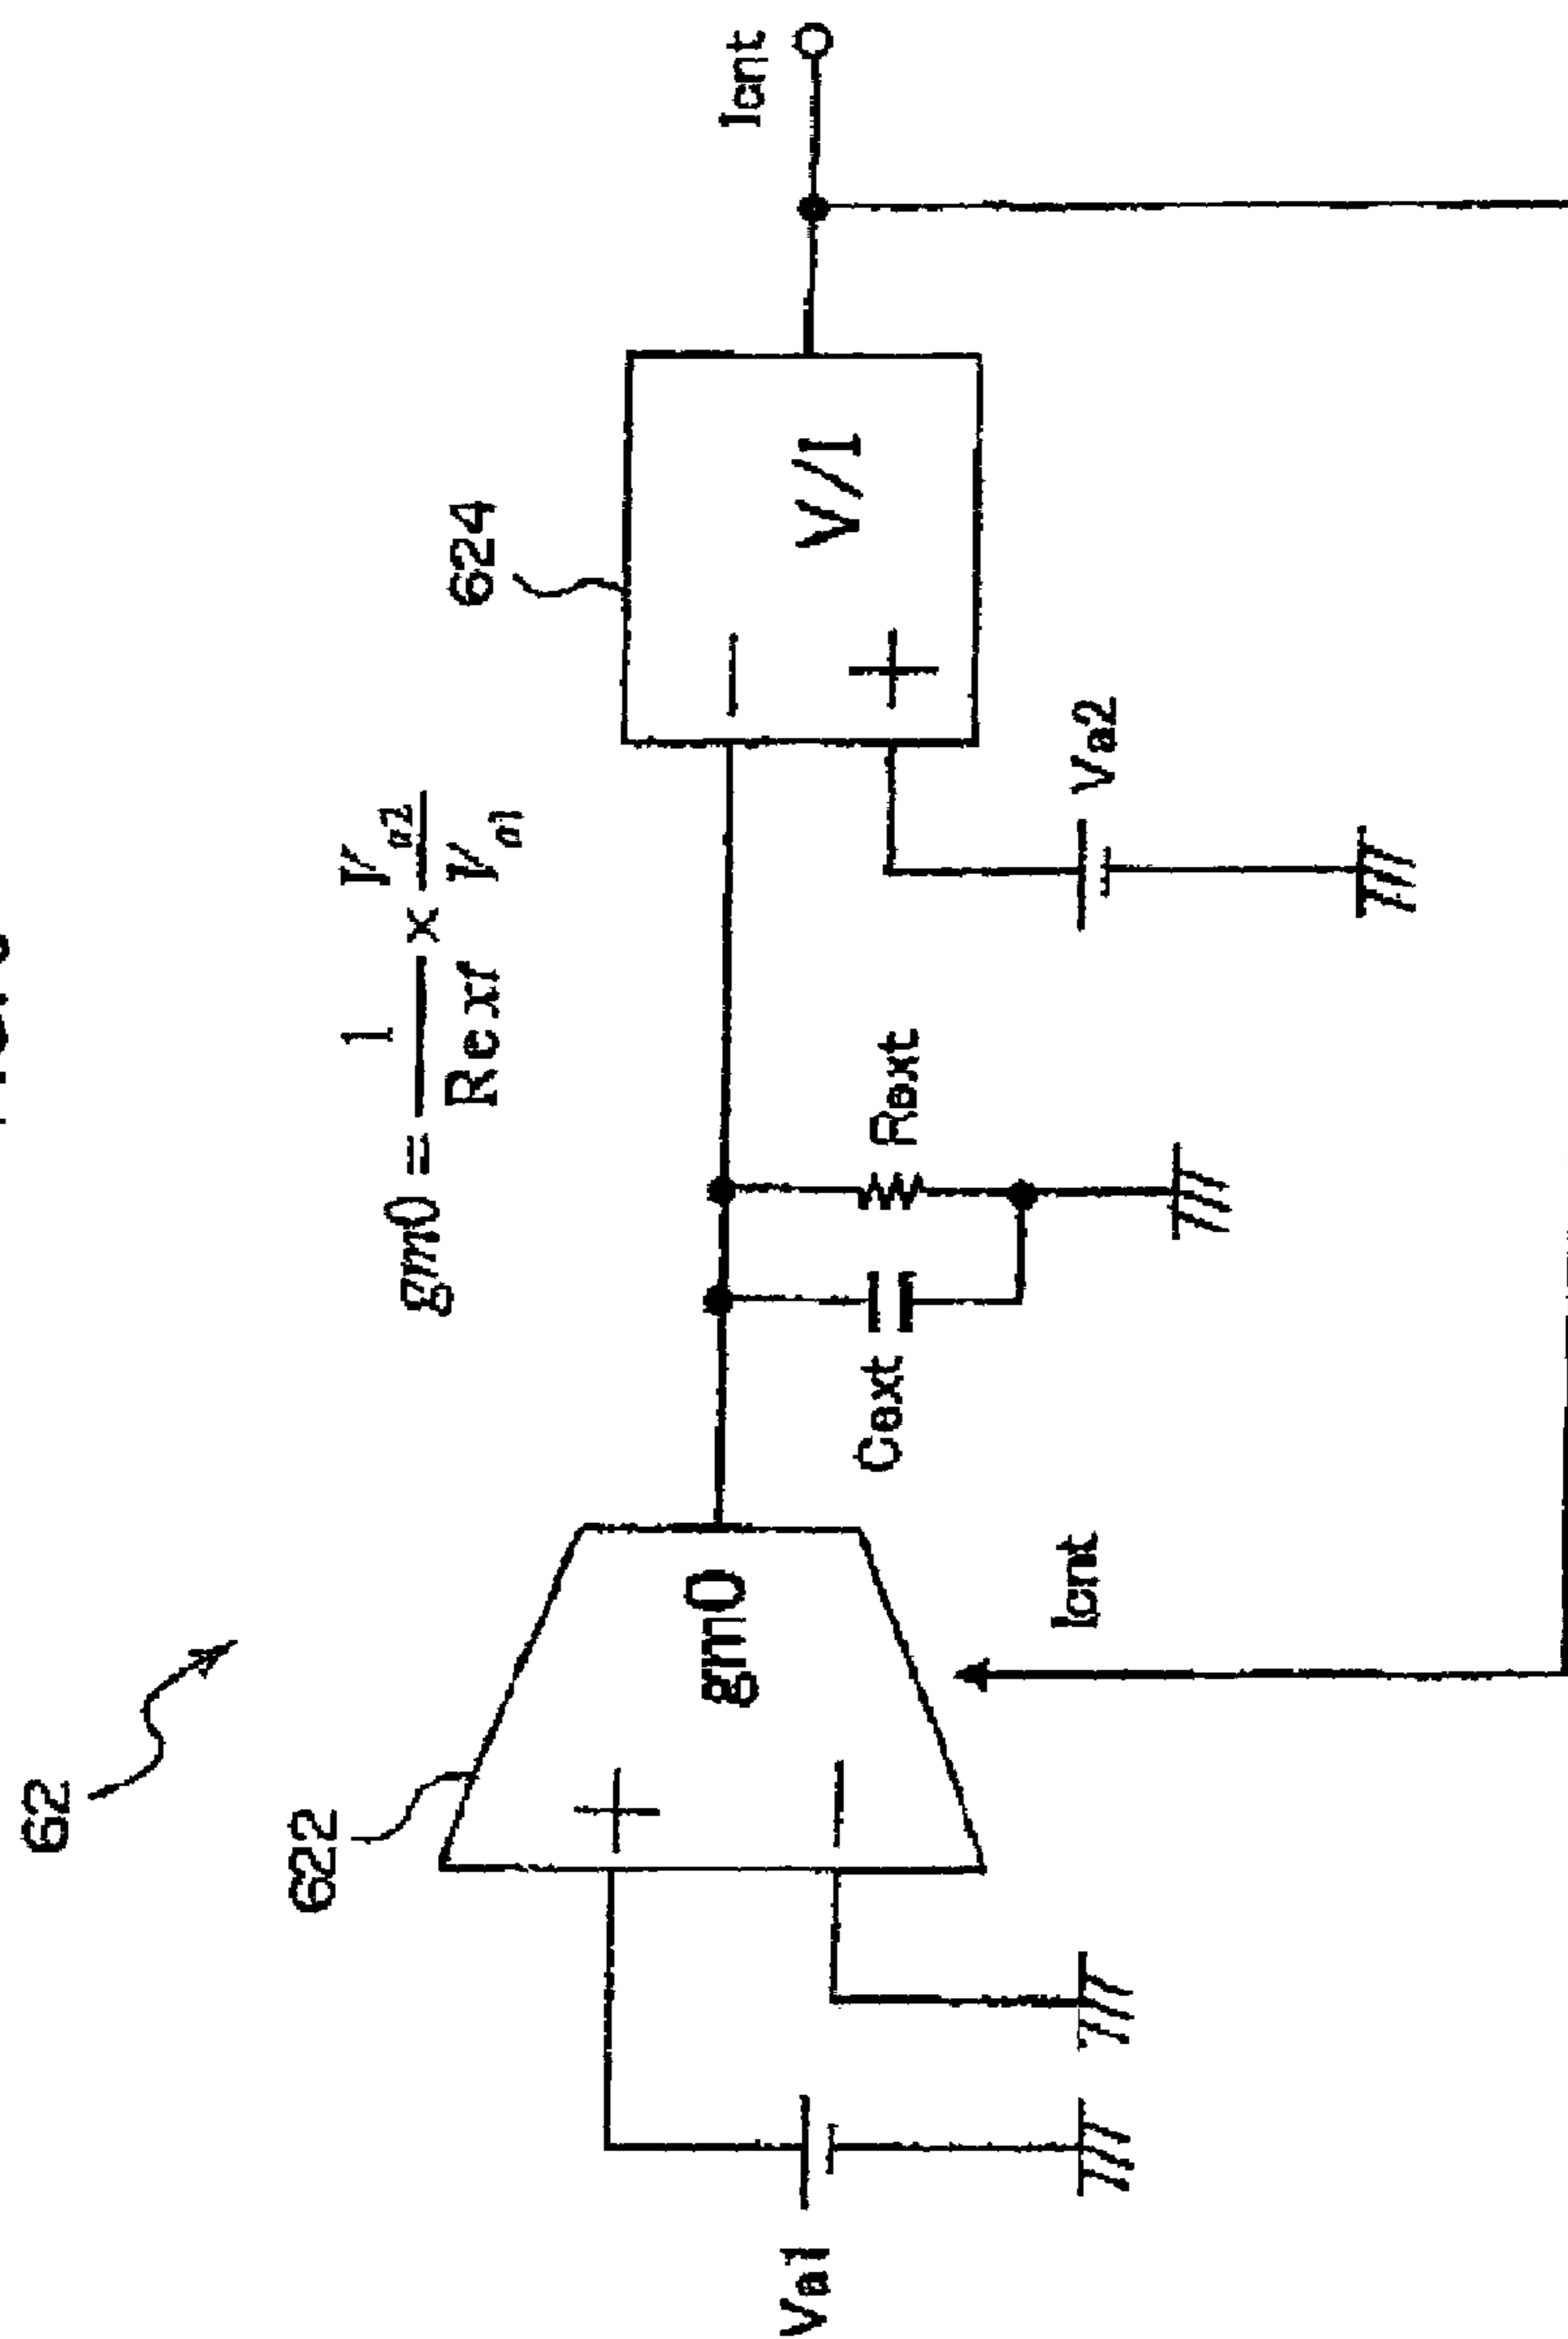 62
622
624
gm0 = 1/Rext × Va2/Va1
gm0
+
−
V/I
−
+
Icnt
Cext
Rext
Va2
Icnt
Va1